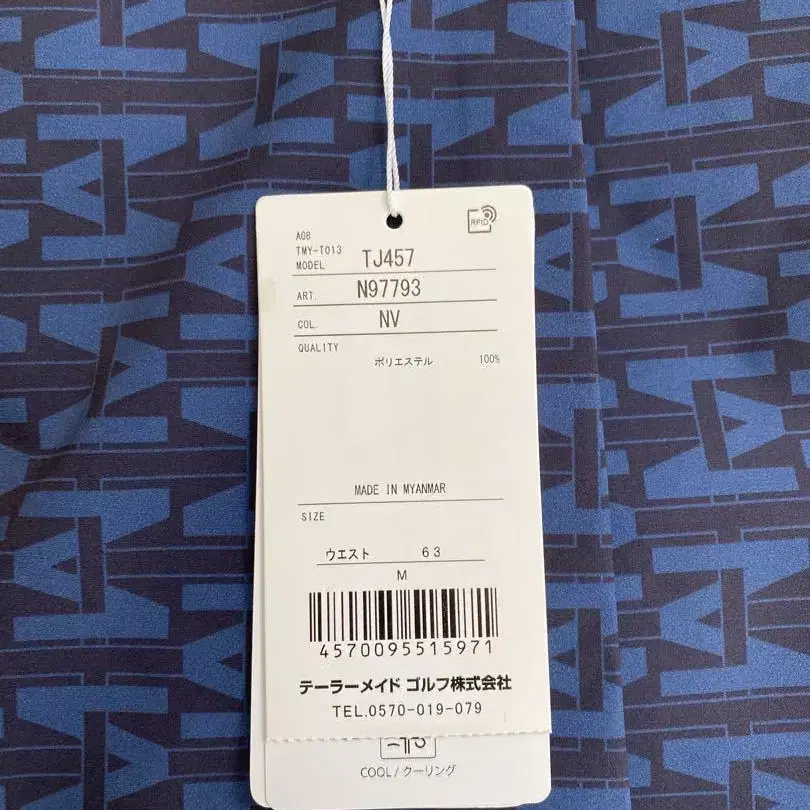 RFID
A08
TMY-T013
MODEL TJ457
ART. N97793
COL. NV
QUALITY
ポリエステル 100%
MADE IN MYANMAR
SIZE
ウエスト 63
M
4570095515971
テーラーメイド ゴルフ株式会社
TEL.0570-019-079
COOL/クーリング